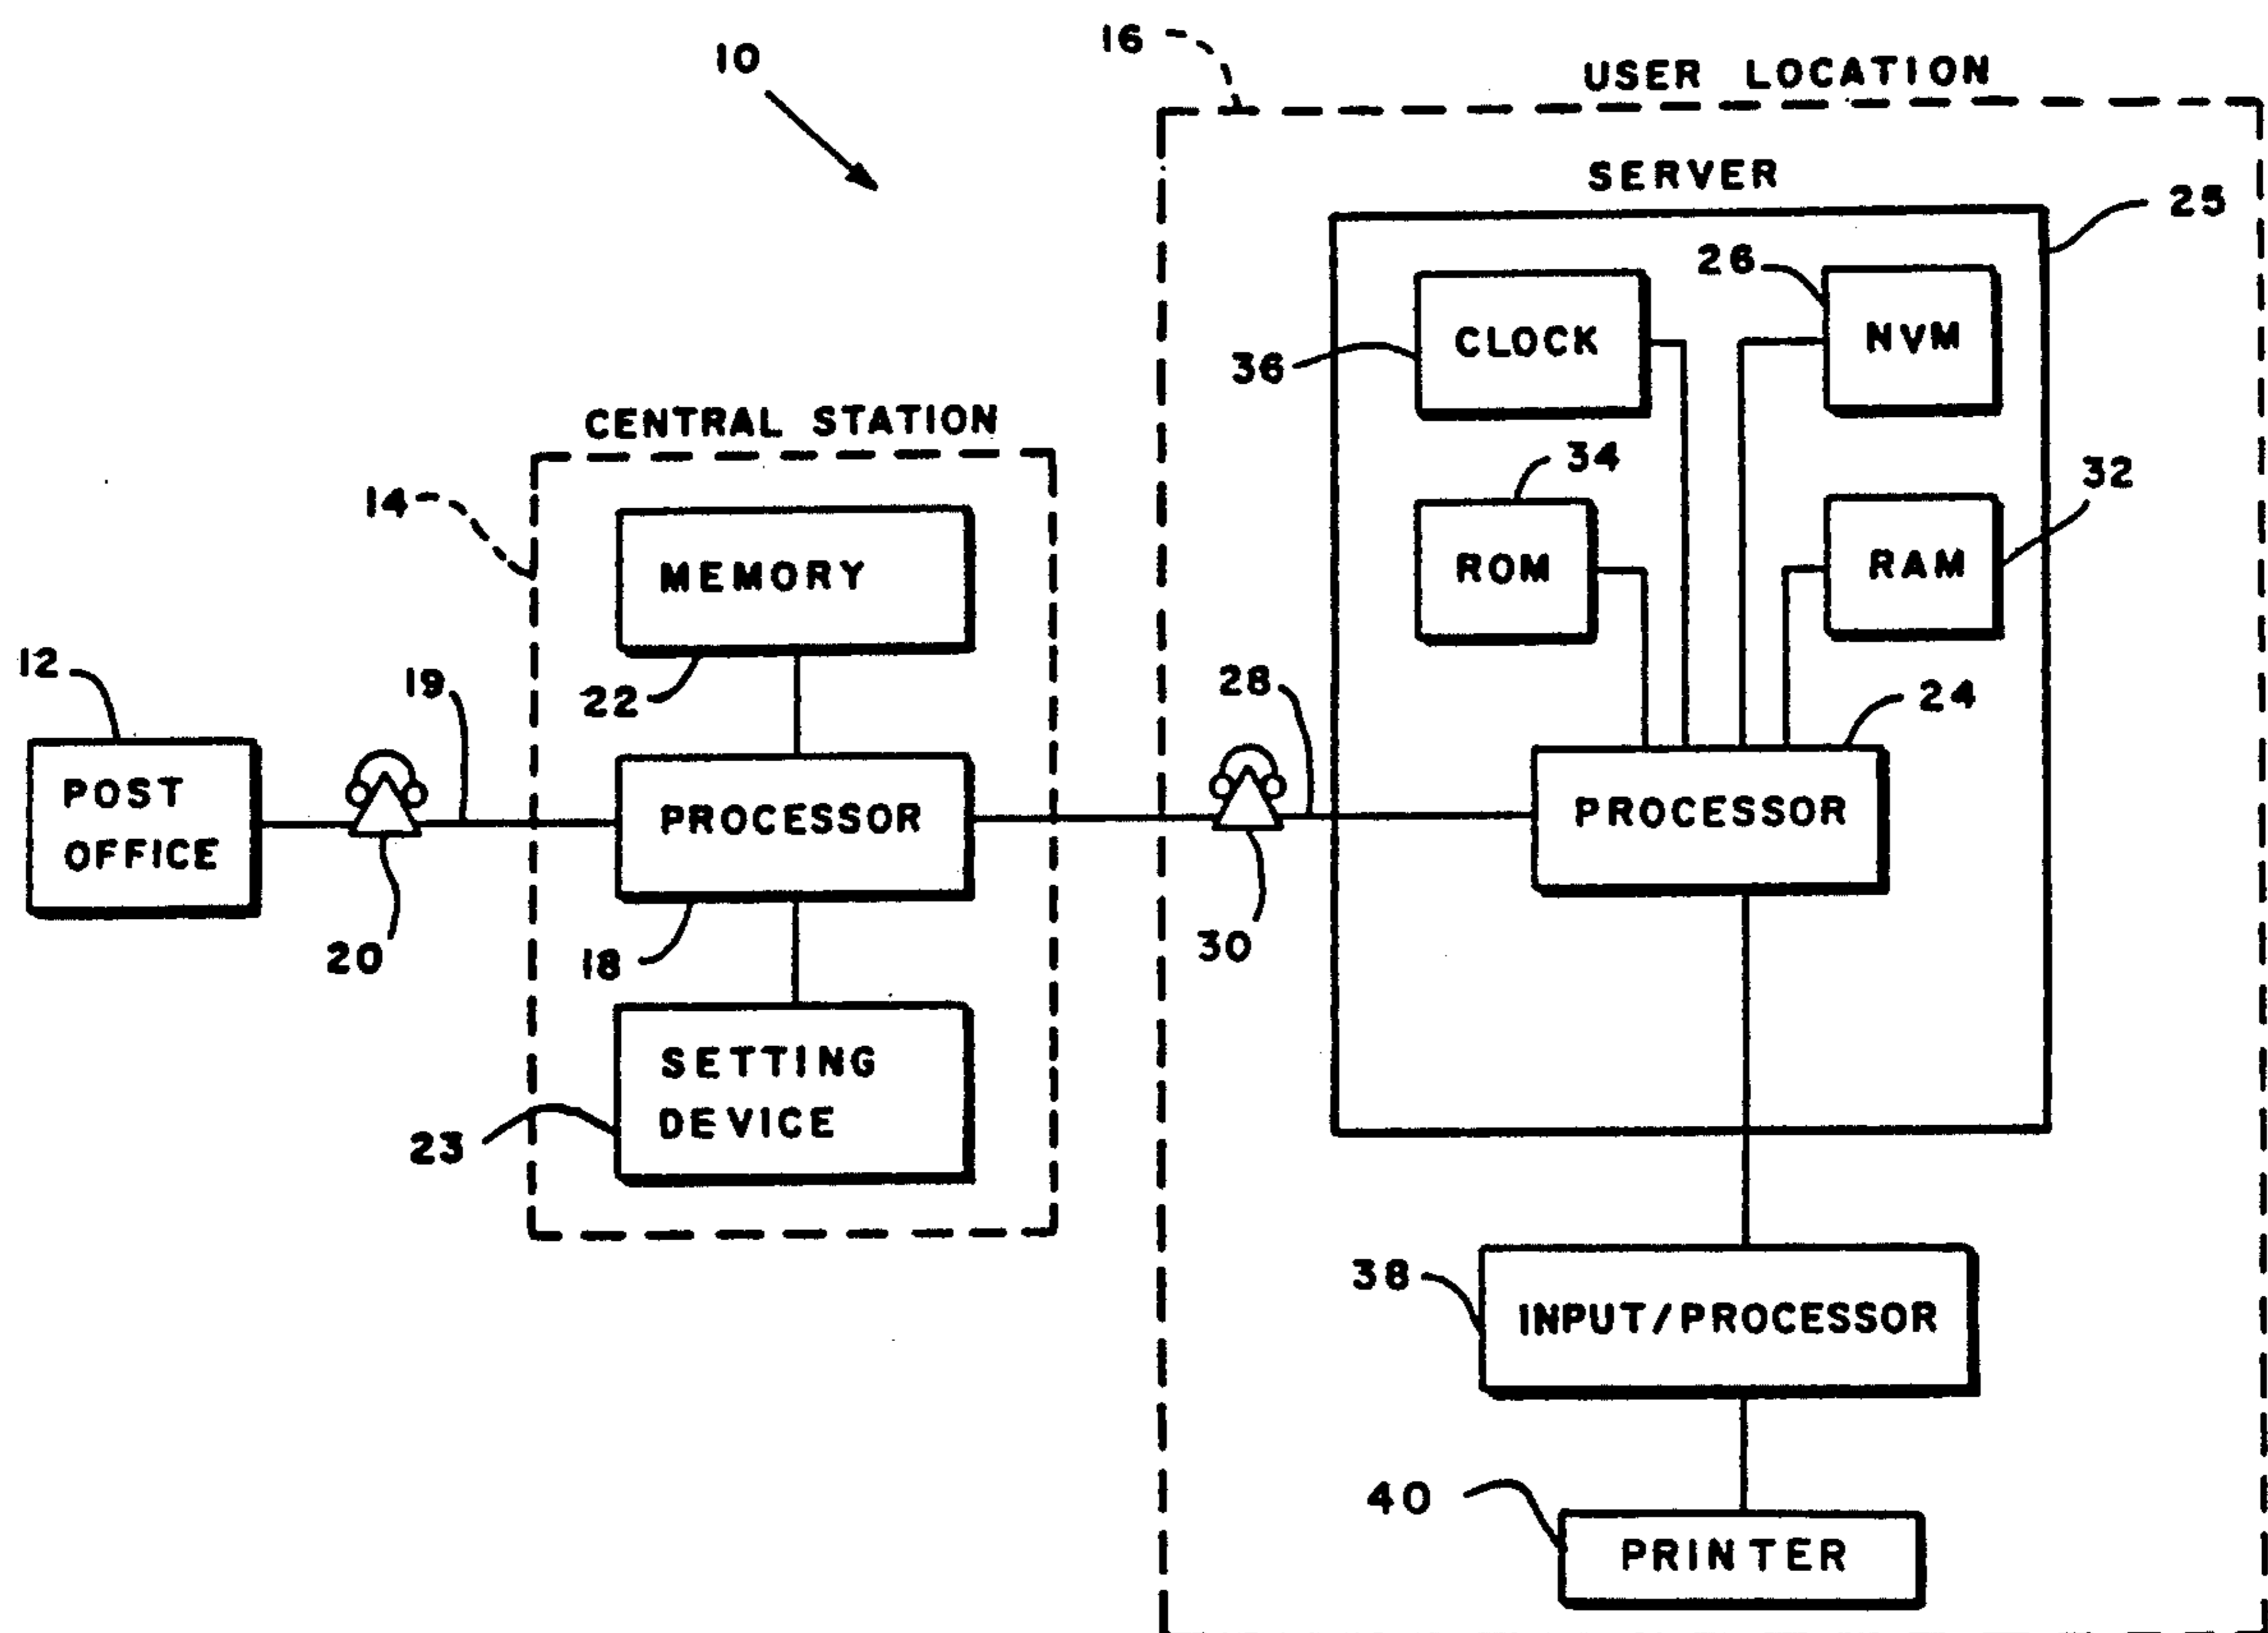 10
16
USER LOCATION
SERVER
25
26
CLOCK
NVM
36
CENTRAL STATION
34
32
14
MEMORY
ROM
RAM
12
19
22
28
24
POST
OFFICE
PROCESSOR
PROCESSOR
20
18
30
SETTING
DEVICE
23
38
INPUT/PROCESSOR
40
PRINTER